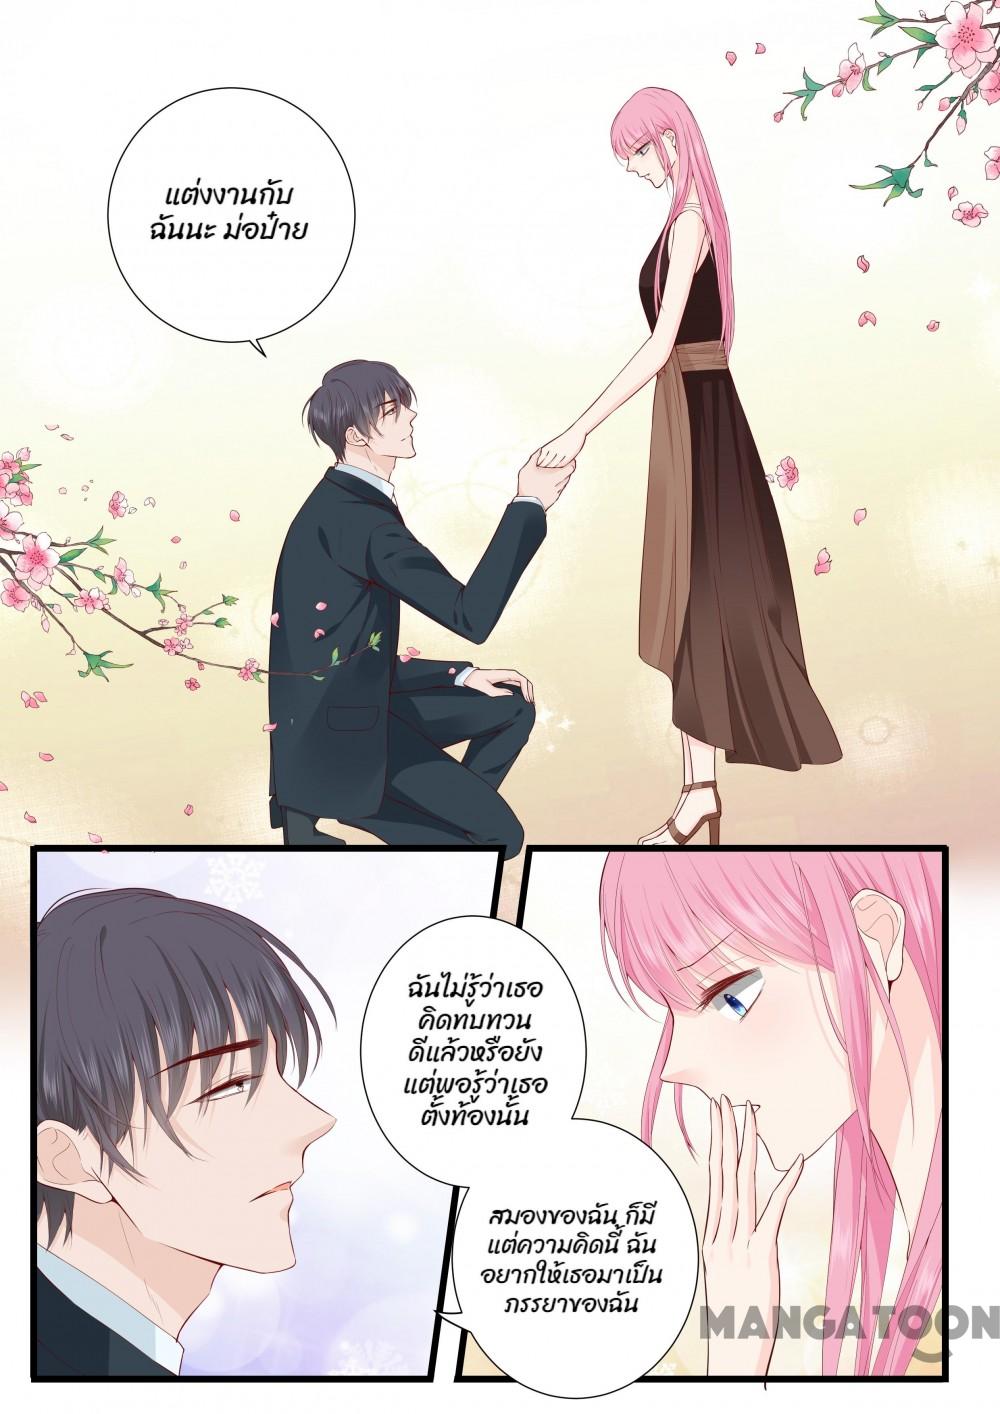 แต่งงานกับ
ฉันนะ ม่อป๋าย
ฉันไม่รู้ว่าเธอ
คิดทบทวน
ดีแล้วหรือยัง
แต่พอรู้ว่าเธอ
ตั้งท้องนั้น
สมองของฉัน ก็มี
แต่ความคิดนี้ ฉัน
อยากให้เธอมาเป็น
ภรรยาของฉัน
MANGATOON